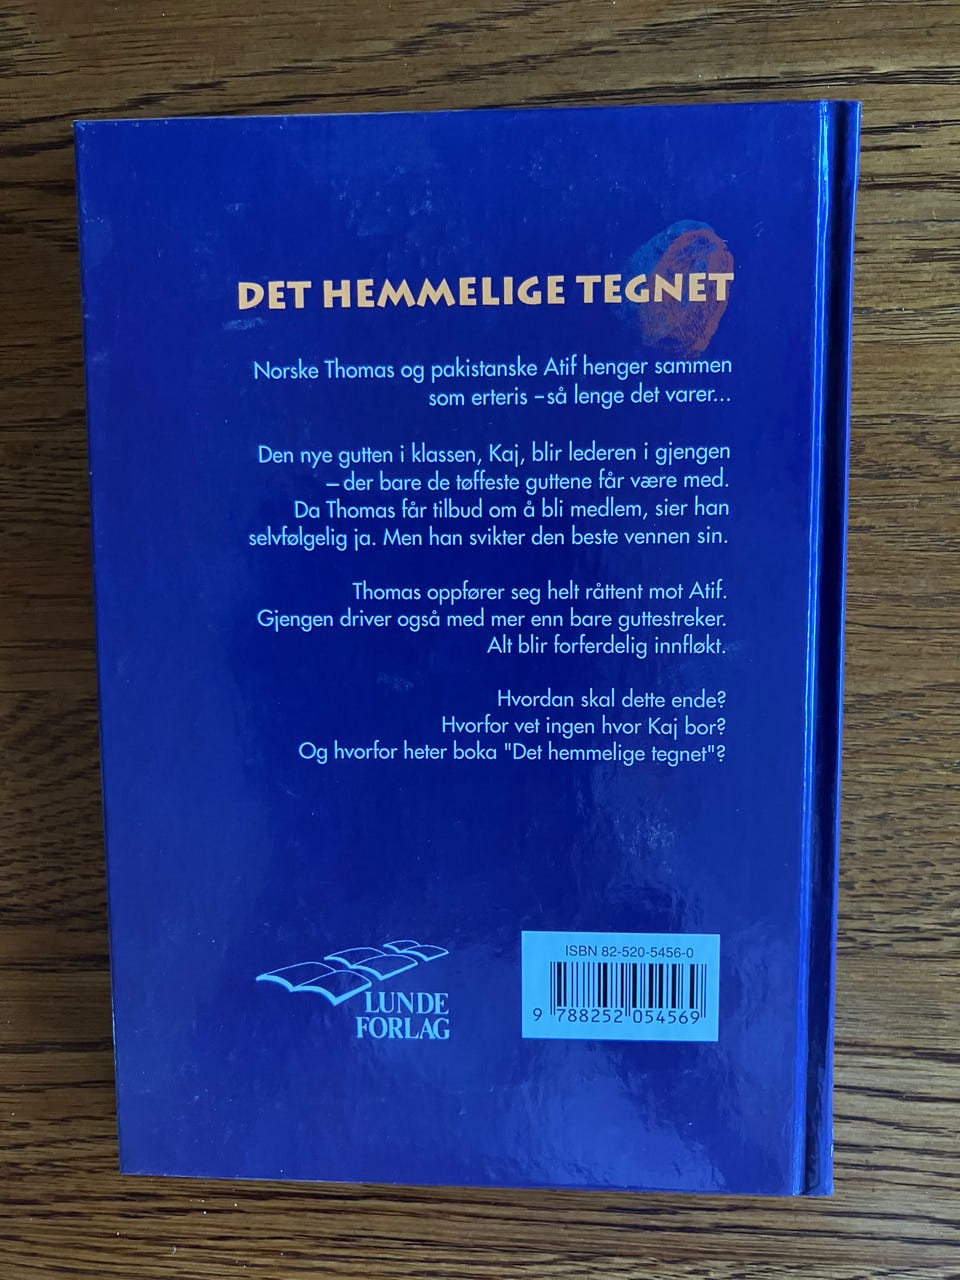 DET HEMMELIGE TEGNET
Norske Thomas og pakistanske Atif henger sammen
som erteris – så lenge det varer...
Den nye gutten i klassen, Kaj, blir lederen i gjengen
– der bare de tøffeste guttene får være med.
Da Thomas får tilbud om å bli medlem, sier han
selvfølgelig ja. Men han svikter den beste vennen sin.
Thomas oppfører seg helt råttent mot Atif.
Gjengen driver også med mer enn bare guttestreker.
Alt blir forferdelig innfløkt.
Hvordan skal dette ende?
Hvorfor vet ingen hvor Kaj bor?
Og hvorfor heter boka "Det hemmelige tegnet"?
LUNDE
FORLAG
ISBN 82-520-5456-0
9 788252 054569